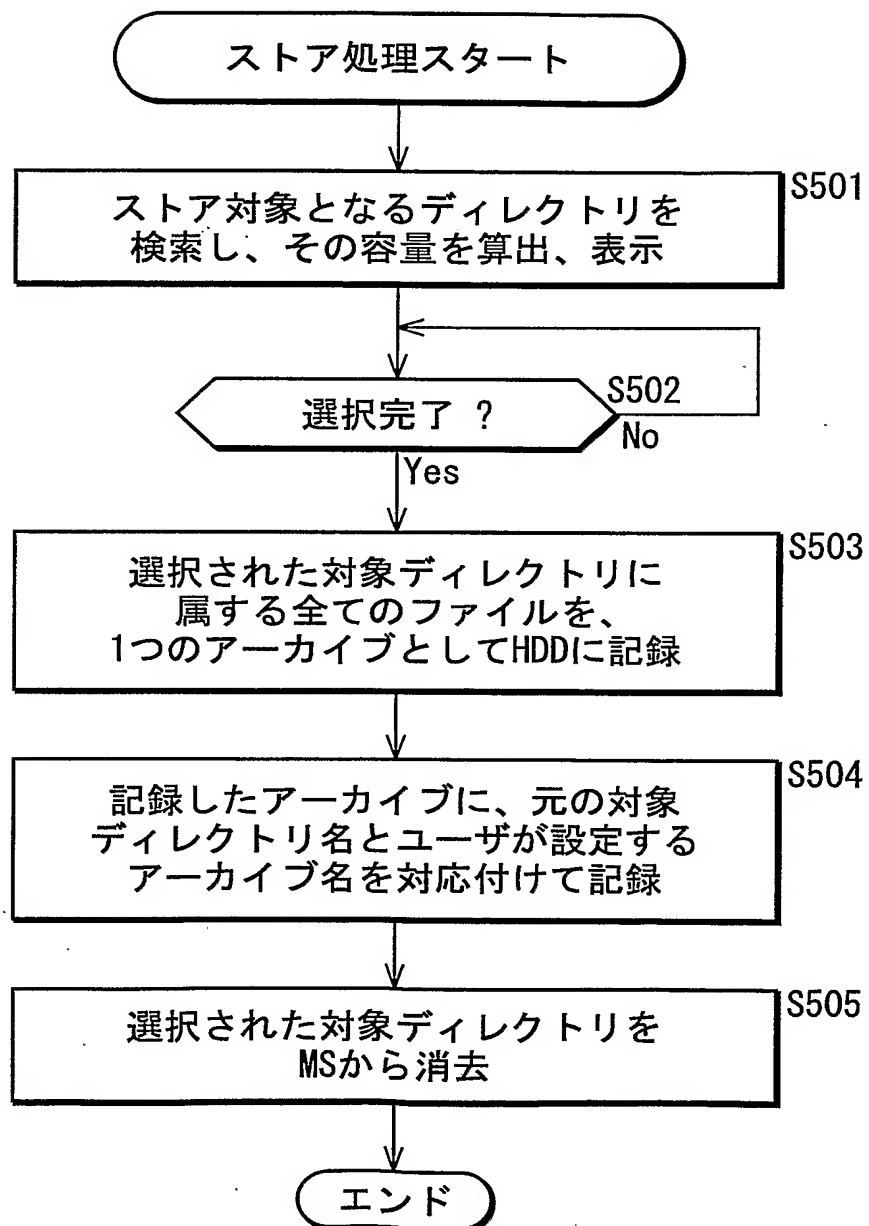 ストア処理スタート
S501
ストア対象となるディレクトリを
検索し、その容量を算出、表示
S502
選択完了 ?
No
Yes
S503
選択された対象ディレクトリに
属する全てのファイルを、
1つのアーカイブとしてHDDに記録
S504
記録したアーカイブに、元の対象
ディレクトリ名とユーザが設定する
アーカイブ名を対応付けて記録
S505
選択された対象ディレクトリを
MSから消去
エンド